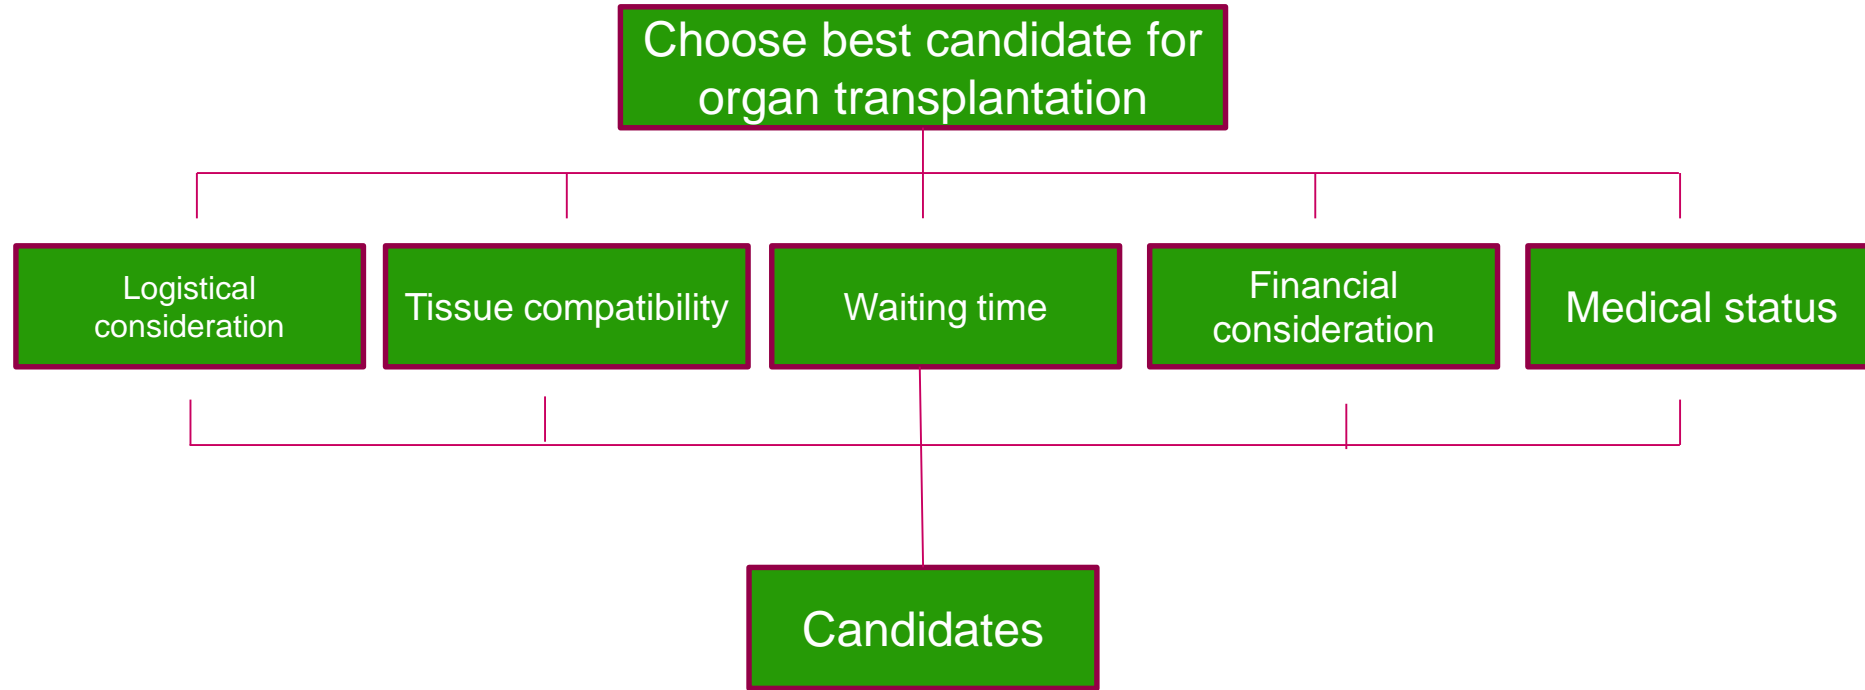 Choose best candidate for
organ transplantation
Logistical
consideration
Tissue compatibility
Waiting time
Financial
consideration
Medical status
Candidates